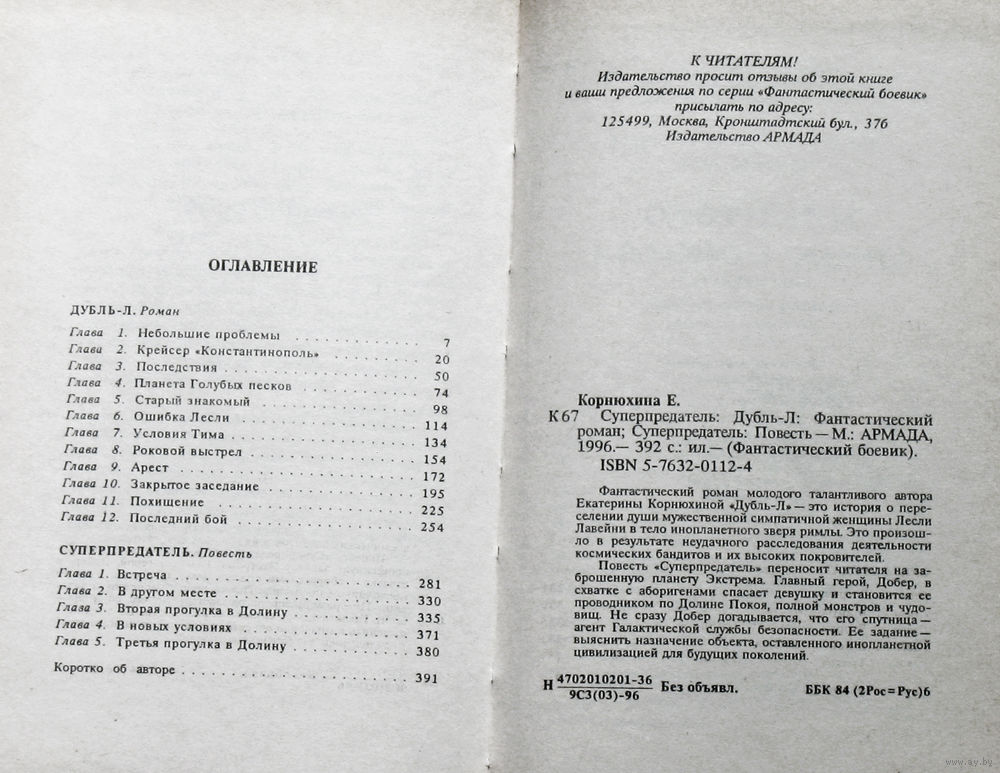 ОГЛАВЛЕНИЕ
ДУБЛЬ-Л. Роман
Глава 1. Небольшие проблемы . . . . . . . . . . . . 7
Глава 2. Крейсер «Константинополь» . . . . . . . . . 20
Глава 3. Последствия . . . . . . . . . . . . . . . 50
Глава 4. Планета Голубых песков . . . . . . . . . . 74
Глава 5. Старый знакомый . . . . . . . . . . . . . 98
Глава 6. Ошибка Лесли . . . . . . . . . . . . . . 114
Глава 7. Условия Тима . . . . . . . . . . . . . . 134
Глава 8. Роковой выстрел . . . . . . . . . . . . . 154
Глава 9. Арест . . . . . . . . . . . . . . . . . 172
Глава 10. Закрытое заседание . . . . . . . . . . . 195
Глава 11. Похищение . . . . . . . . . . . . . . . 225
Глава 12. Последний бой . . . . . . . . . . . . . 254
СУПЕРПРЕДАТЕЛЬ. Повесть
Глава 1. Встреча . . . . . . . . . . . . . . . . 281
Глава 2. В другом месте . . . . . . . . . . . . . 330
Глава 3. Вторая прогулка в Долину . . . . . . . . . 335
Глава 4. В новых условиях . . . . . . . . . . . . 371
Глава 5. Третья прогулка в Долину . . . . . . . . . 380
Коротко об авторе . . . . . . . . . . . . . . . . 391
К ЧИТАТЕЛЯМ!
Издательство просит отзывы об этой книге
и ваши предложения по серии «Фантастический боевик»
присылать по адресу:
125499, Москва, Кронштадтский бул., 37б
Издательство АРМАДА
Корнюхина Е.
К67 Суперпредатель: Дубль-Л: Фантастический
роман; Суперпредатель: Повесть — М.: АРМАДА,
1996.— 392 с.: ил.— (Фантастический боевик).
ISBN 5-7632-0112-4
Фантастический роман молодого талантливого автора
Екатерины Корнюхиной «Дубль-Л» — это история о пере-
селении души мужественной симпатичной женщины Лесли
Лавейни в тело инопланетного зверя римлы. Это произош-
ло в результате неудачного расследования деятельности
космических бандитов и их высоких покровителей.
Повесть «Суперпредатель» переносит читателя на за-
брошенную планету Экстрема. Главный герой, Добер, в
схватке с аборигенами спасает девушку и становится ее
проводником по Долине Покоя, полной монстров и чудо-
вищ. Не сразу Добер догадывается, что его спутница —
агент Галактической службы безопасности. Ее задание —
выяснить назначение объекта, оставленного инопланетной
цивилизацией для будущих поколений.
Н 4702010201-36 Без объявл. ББК 84 (2Рос=Рус)6
9С3(03)-96
www.ay.by